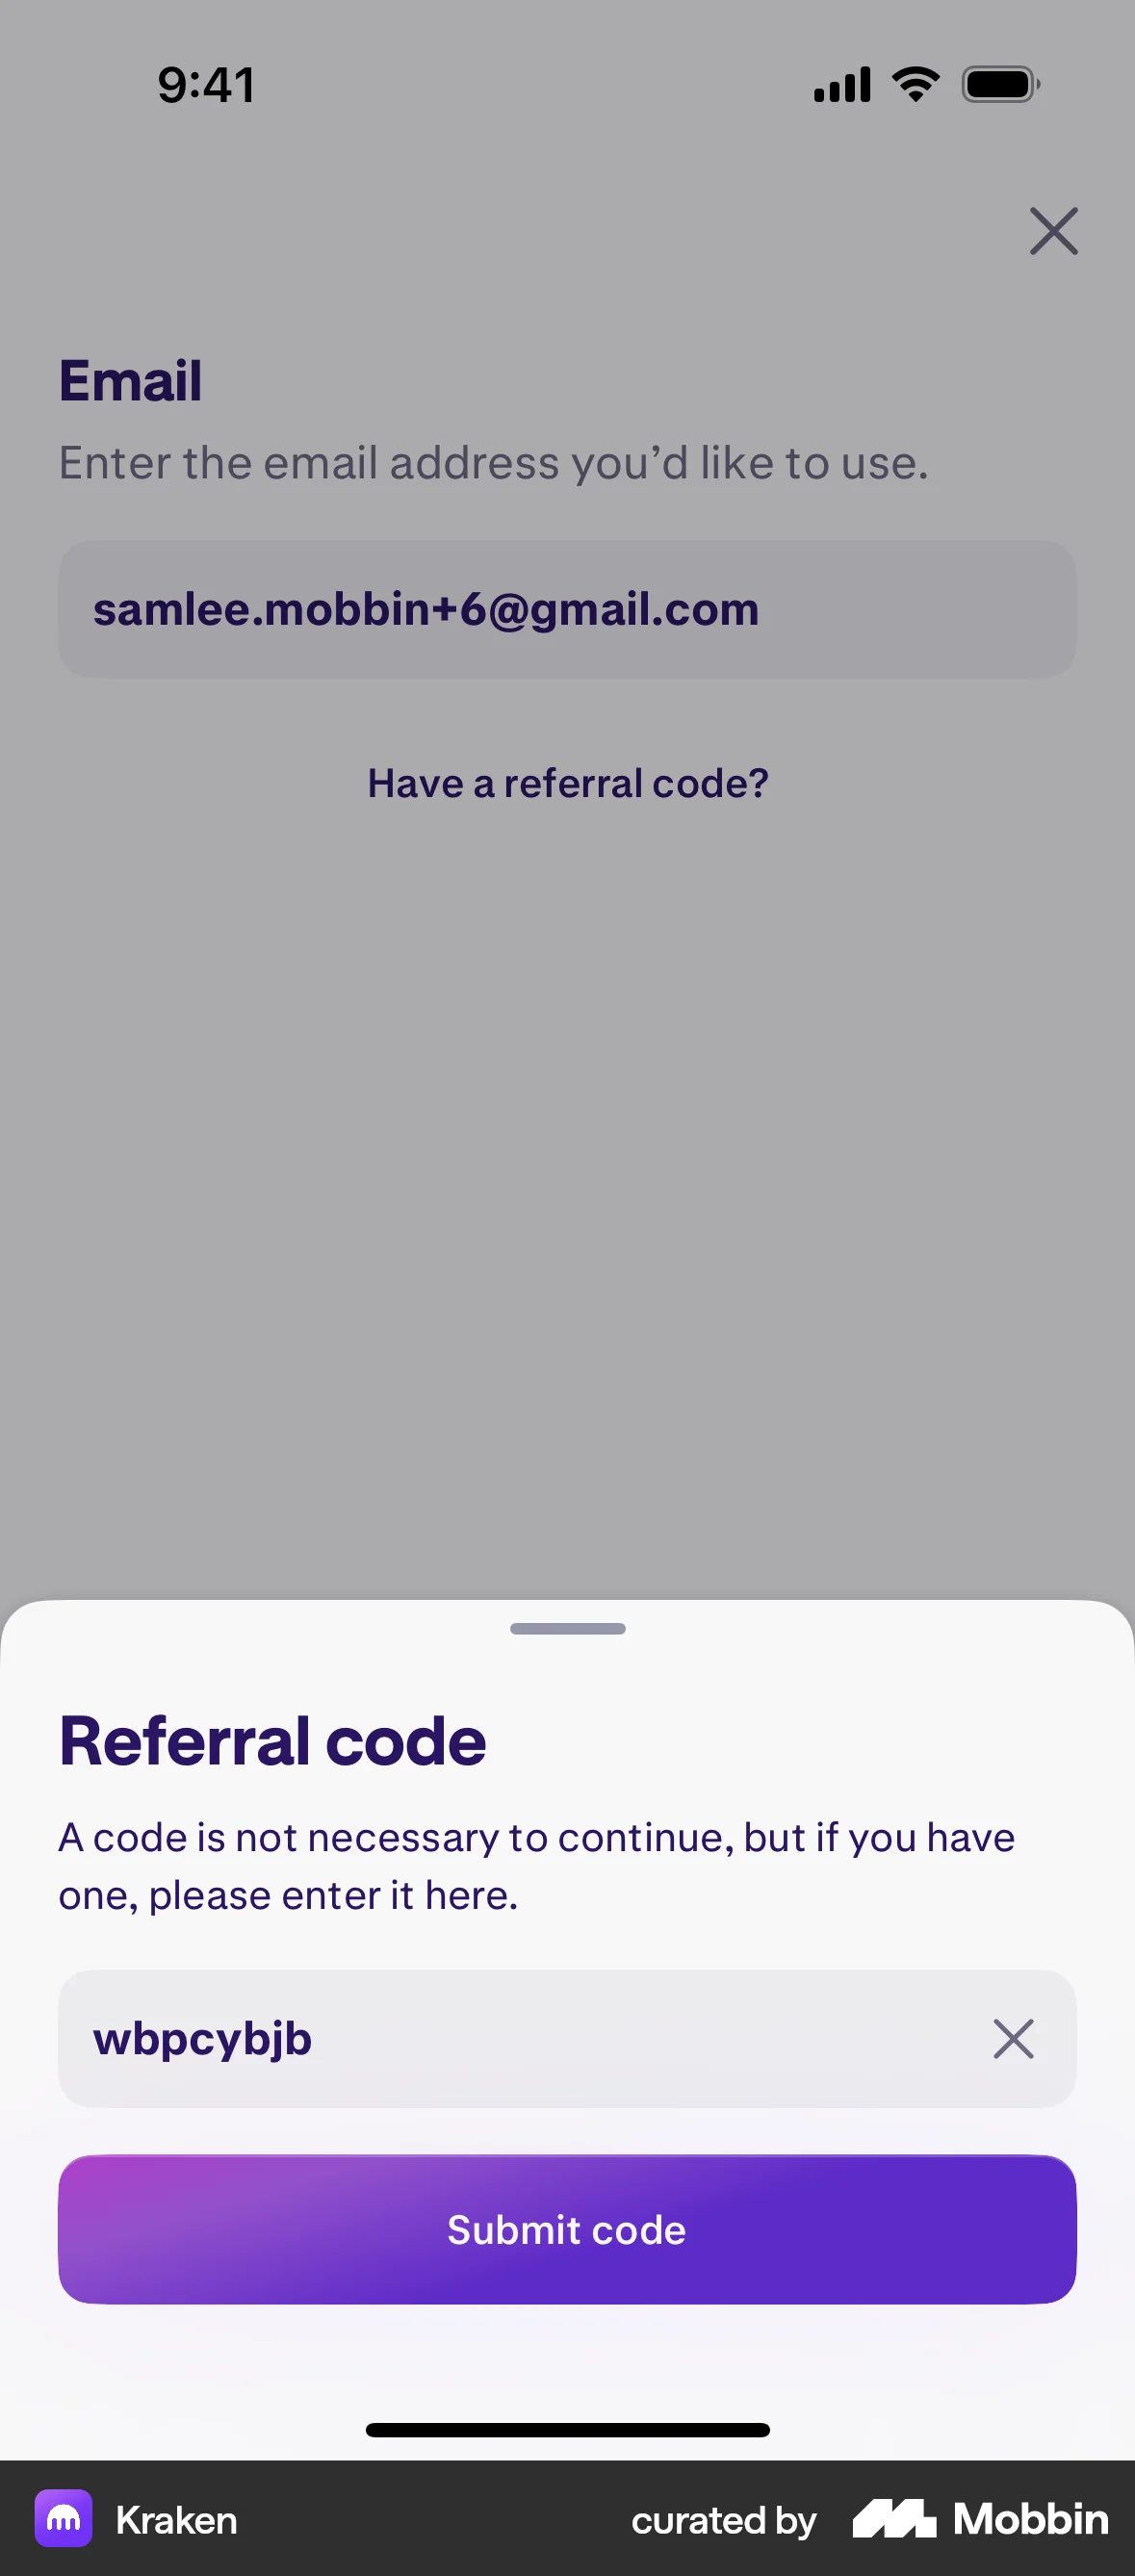 9:41
Email
Enter the email address you’d like to use.
samlee.mobbin+6@gmail.com
Have a referral code?
Referral code
A code is not necessary to continue, but if you have
one, please enter it here.
wbpcybjb
Submit code
Kraken
curated by Mobbin